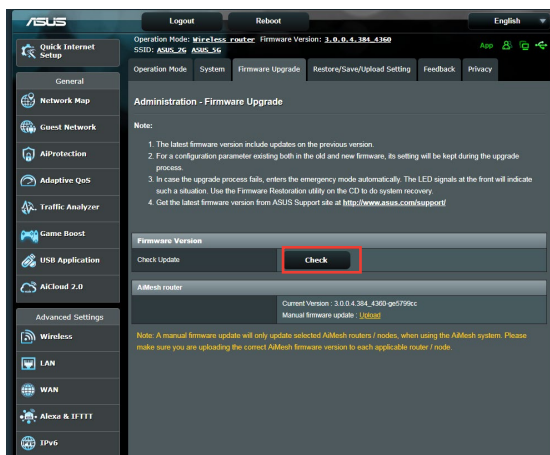 ASUS
Logout
Reboot
English
Quick Internet
Setup
Operation Mode: Wireless router Firmware Version: 3.0.0.4.384_4360
SSID: ASUS_2G ASUS_5G
App
Operation Mode System Firmware Upgrade Restore/Save/Upload Setting Feedback Privacy
General
Network Map
Guest Network
AiProtection
Adaptive QoS
Traffic Analyzer
Game Boost
USB Application
AiCloud 2.0
Advanced Settings
Wireless
LAN
WAN
Alexa & IFTTT
IPv6
Administration - Firmware Upgrade
Note:
1. The latest firmware version include updates on the previous version.
2. For a configuration parameter existing both in the old and new firmware, its setting will be kept during the upgrade
process.
3. In case the upgrade process fails, enters the emergency mode automatically. The LED signals at the front will indicate
such a situation. Use the Firmware Restoration utility on the CD to do system recovery.
4. Get the latest firmware version from ASUS Support site at http://www.asus.com/support/
Firmware Version
Check Update
Check
AiMesh router
Current Version : 3.0.0.4.384_4360-ge5799cc
Manual firmware update : Upload
Note: A manual firmware update will only update selected AiMesh routers / nodes, when using the AiMesh system. Please
make sure you are uploading the correct AiMesh firmware version to each applicable router / node.